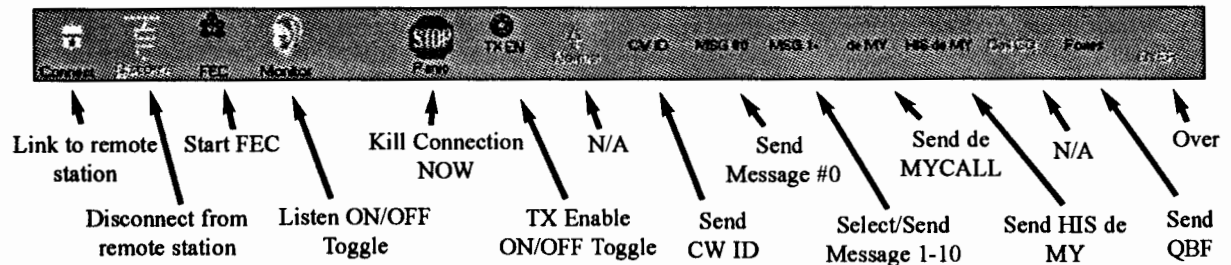 STOP
TX EN
CW ID
MSG #0
MSG 1-
de MY
HIS de MY
Foxes
Connect
FEC
Monitor
Panic
Link to remote
station
Start FEC
Kill Connection
NOW
N/A
Send
Message #0
Send de
MYCALL
N/A
Over
Disconnect from
remote station
Listen ON/OFF
Toggle
TX Enable
ON/OFF Toggle
Send
CW ID
Select/Send
Message 1-10
Send HIS de
MY
Send
QBF